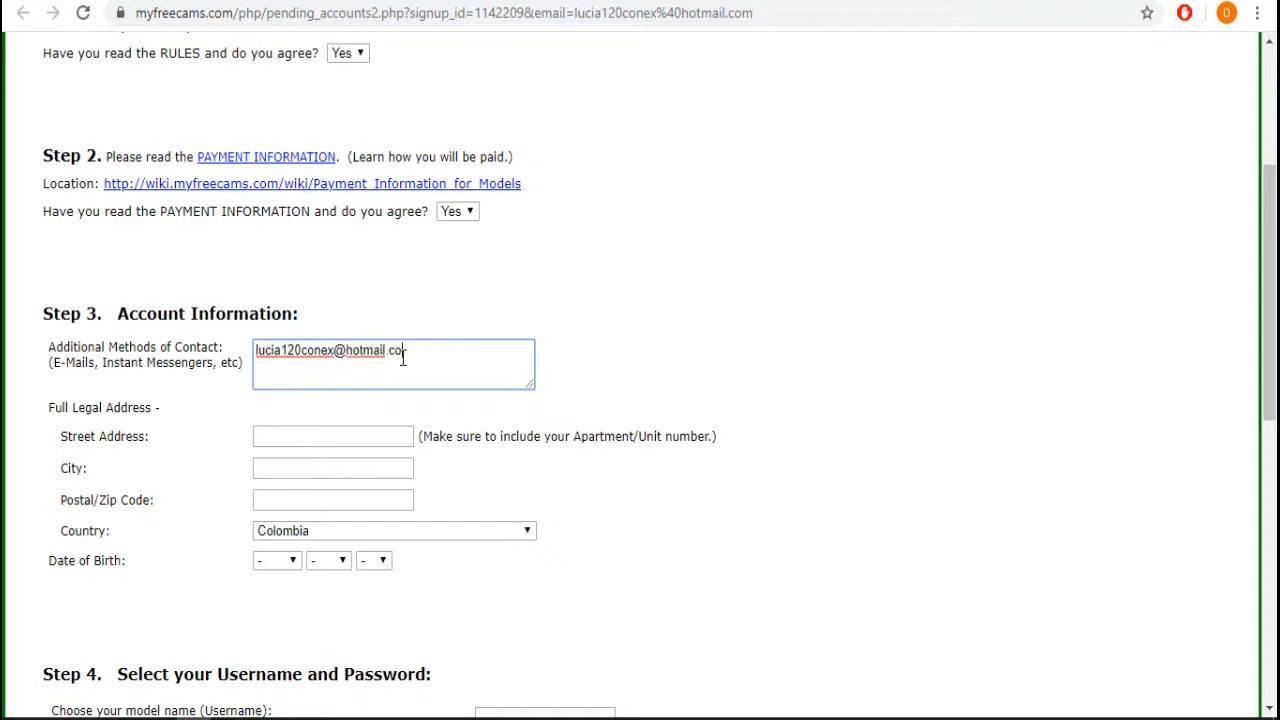 myfreecams.com/php/pending_accounts2.php?signup_id=1142209&email=lucia120conex%40hotmail.com
D
Have you read the RULES and do you agree? Yes
Step 2. Please read the PAYMENT INFORMATION. (Learn how you will be paid.)
Location: http://wiki.myfreecams.com/wiki/Payment_Information_for_Models
Have you read the PAYMENT INFORMATION and do you agree? Yes
Step 3. Account Information:
Additional Methods of Contact:
(E-Mails, Instant Messengers, etc)
lucia120conex@hotmail.co
Full Legal Address -
Street Address: (Make sure to include your Apartment/Unit number.)
City:
Postal/Zip Code:
Country: Colombia
Date of Birth: - - -
Step 4. Select your Username and Password:
Choose your model name (Username):